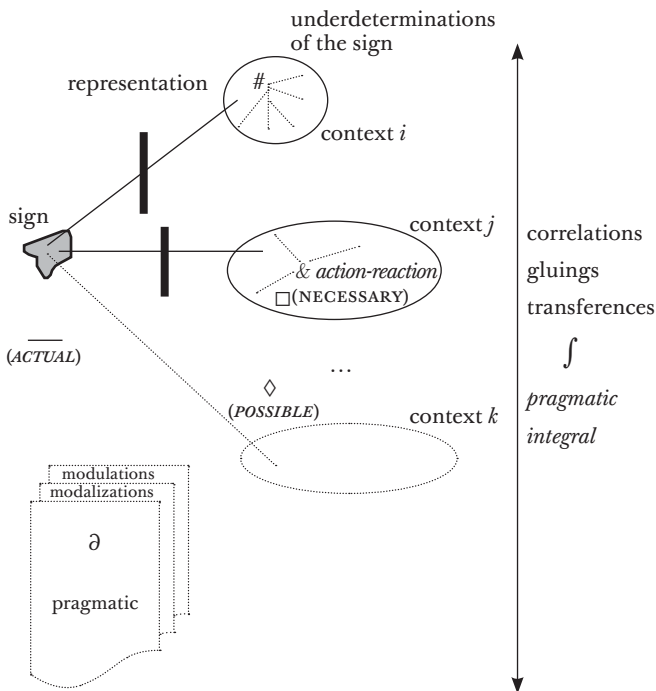 underdeterminations
of the sign
representation
#
context i
sign
context j
correlations
gluings
transferences
∫
pragmatic
integral
& action-reaction
□(NECESSARY)
(ACTUAL)
...
◊
(POSSIBLE)
context k
modulations
modalizations
∂
pragmatic